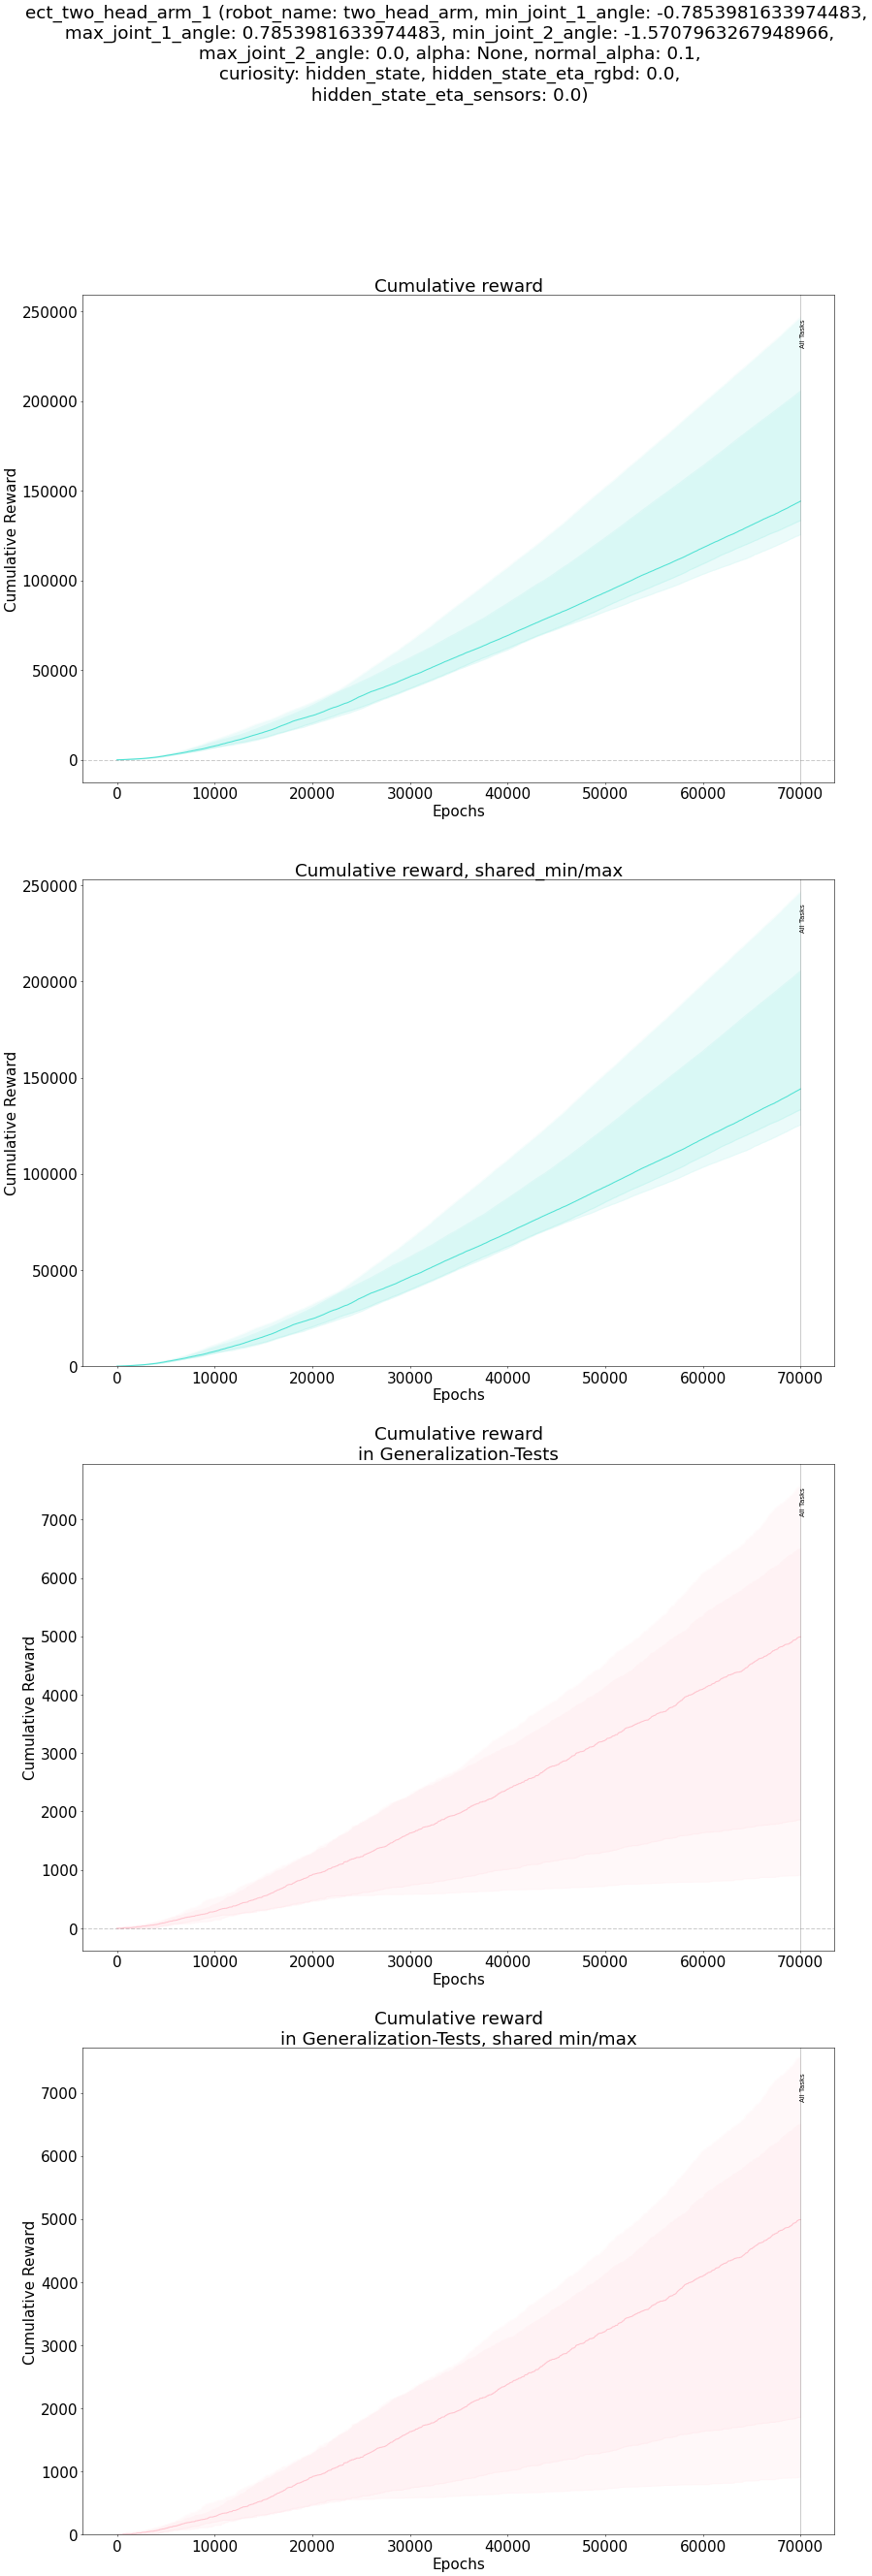 ect_two_head_arm_1 (robot_name: two_head_arm, min_joint_1_angle: -0.7853981633974483,
max_joint_1_angle: 0.7853981633974483, min_joint_2_angle: -1.5707963267948966,
max_joint_2_angle: 0.0, alpha: None, normal_alpha: 0.1,
curiosity: hidden_state, hidden_state_eta_rgbd: 0.0,
hidden_state_eta_sensors: 0.0)
Cumulative reward
250000
200000
150000
100000
50000
0
Cumulative Reward
All Tasks
0 10000 20000 30000 40000 50000 60000 70000
Epochs
Cumulative reward, shared_min/max
250000
200000
150000
100000
50000
0
Cumulative Reward
All Tasks
0 10000 20000 30000 40000 50000 60000 70000
Epochs
Cumulative reward
in Generalization-Tests
7000
6000
5000
4000
3000
2000
1000
0
Cumulative Reward
All Tasks
0 10000 20000 30000 40000 50000 60000 70000
Epochs
Cumulative reward
in Generalization-Tests, shared min/max
7000
6000
5000
4000
3000
2000
1000
0
Cumulative Reward
All Tasks
0 10000 20000 30000 40000 50000 60000 70000
Epochs